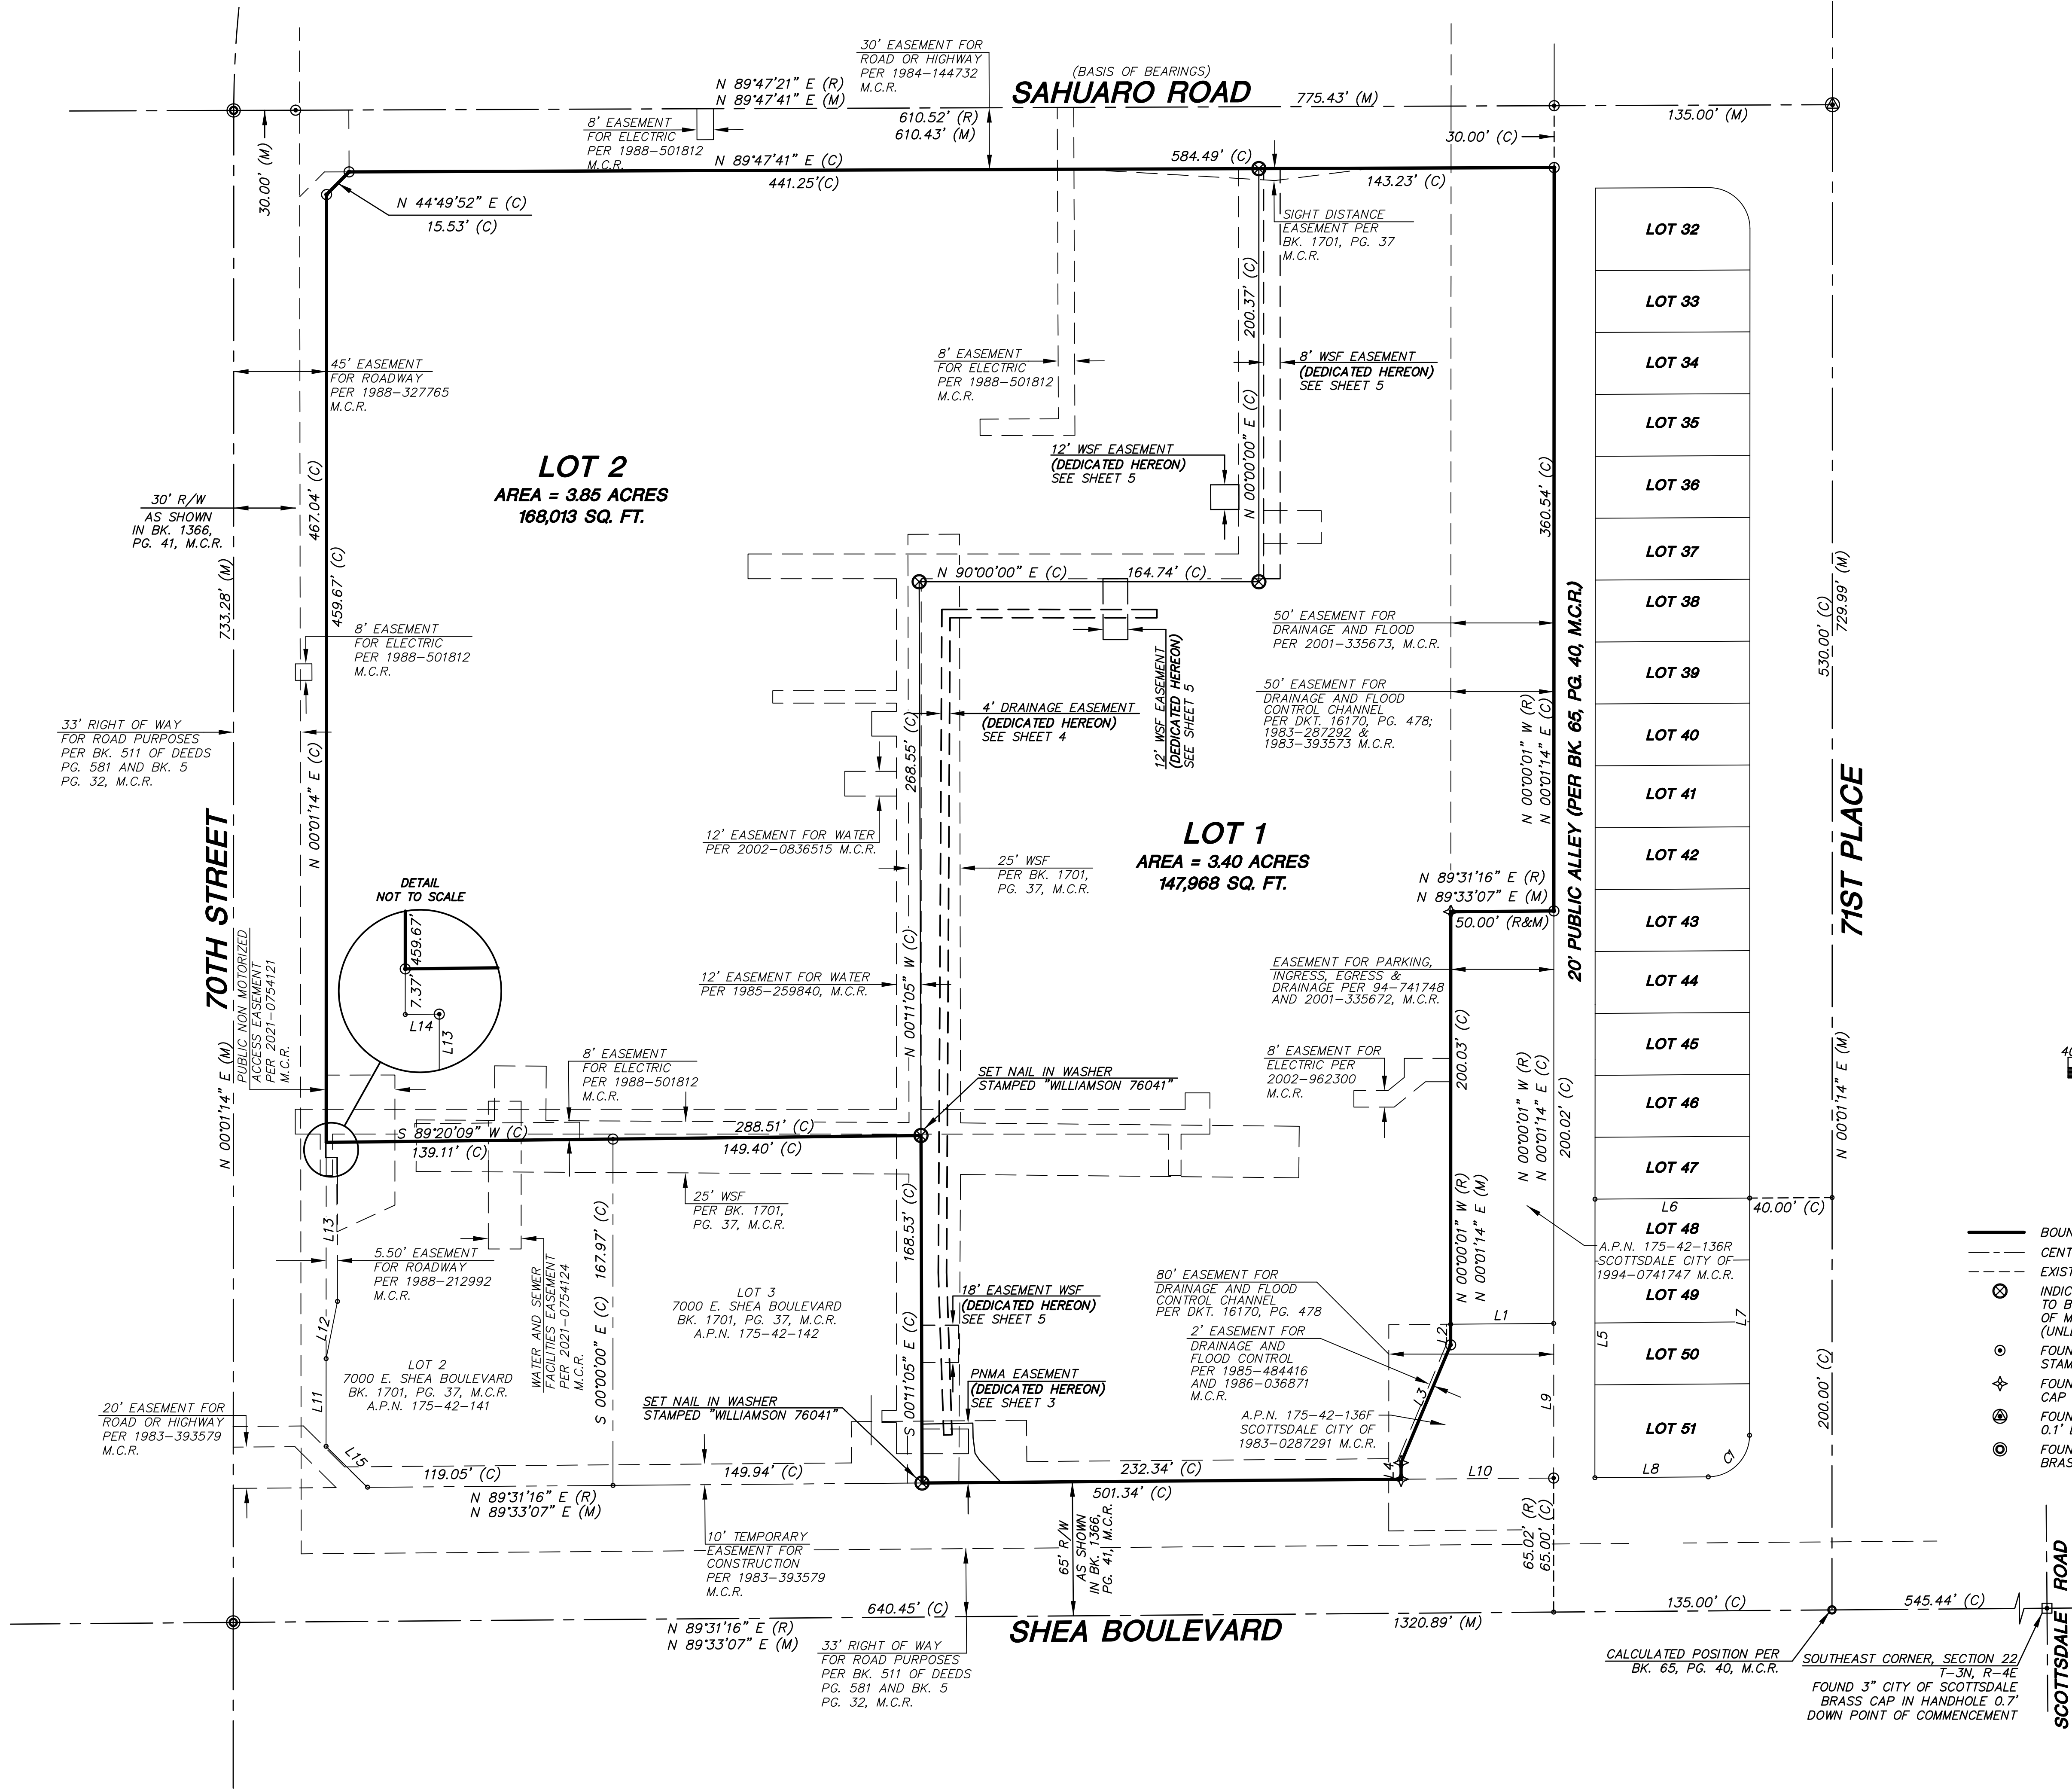 30' EASEMENT FOR
ROAD OR HIGHWAY
PER 1984-144732
M.C.R.
(BASIS OF BEARINGS)
SAHUARO ROAD
N 89°47'21" E (R)
N 89°47'41" E (M)
775.43' (M)
135.00' (M)
610.52' (R)
610.43' (M)
30.00' (C)
8' EASEMENT
FOR ELECTRIC
PER 1988-501812
M.C.R.
30.00' (M)
N 89°47'41" E (C)
441.25'(C)
584.49' (C)
143.23' (C)
N 44°49'52" E (C)
15.53' (C)
SIGHT DISTANCE
EASEMENT PER
BK. 1701, PG. 37
M.C.R.
LOT 32
LOT 33
LOT 34
LOT 35
LOT 36
LOT 37
LOT 38
LOT 39
LOT 40
LOT 41
LOT 42
LOT 43
LOT 44
LOT 45
LOT 46
LOT 47
L6
40.00' (C)
LOT 48
LOT 49
LOT 50
LOT 51
L5
L7
L8
C1
200.37' (C)
N 00°00'00" E (C)
45' EASEMENT
FOR ROADWAY
PER 1988-327765
M.C.R.
8' EASEMENT
FOR ELECTRIC
PER 1988-501812
M.C.R.
8' WSF EASEMENT
(DEDICATED HEREON)
SEE SHEET 5
12' WSF EASEMENT
(DEDICATED HEREON)
SEE SHEET 5
LOT 2
AREA = 3.85 ACRES
168,013 SQ. FT.
30' R/W
AS SHOWN
IN BK. 1366,
PG. 41, M.C.R.
467.04' (C)
459.67' (C)
733.28' (M)
360.54' (C)
N 90°00'00" E (C)
164.74' (C)
8' EASEMENT
FOR ELECTRIC
PER 1988-501812
M.C.R.
50' EASEMENT FOR
DRAINAGE AND FLOOD
PER 2001-335673, M.C.R.
50' EASEMENT FOR
DRAINAGE AND FLOOD
CONTROL CHANNEL
PER DKT. 16170, PG. 478;
1983-287292 &
1983-393573 M.C.R.
12' WSF EASEMENT
(DEDICATED HEREON)
SEE SHEET 5
4' DRAINAGE EASEMENT
(DEDICATED HEREON)
SEE SHEET 4
33' RIGHT OF WAY
FOR ROAD PURPOSES
PER BK. 511 OF DEEDS
PG. 581 AND BK. 5
PG. 32, M.C.R.
N 00°01'14" E (C)
268.55' (C)
N 00°00'01" W (R)
N 00°01'14" E (C)
20' PUBLIC ALLEY (PER BK. 65, PG. 40, M.C.R.)
530.00' (C)
729.99' (M)
71ST PLACE
N 00°01'14" E (M)
70TH STREET
12' EASEMENT FOR WATER
PER 2002-0836515 M.C.R.
25' WSF
PER BK. 1701,
PG. 37, M.C.R.
LOT 1
AREA = 3.40 ACRES
147,968 SQ. FT.
DETAIL
NOT TO SCALE
459.67'
7.37'
L14
L13
N 89°31'16" E (R)
N 89°33'07" E (M)
50.00' (R&M)
N 00°11'05" W (C)
12' EASEMENT FOR WATER
PER 1985-259840, M.C.R.
EASEMENT FOR PARKING,
INGRESS, EGRESS &
DRAINAGE PER 94-741748
AND 2001-335672, M.C.R.
PUBLIC NON MOTORIZED
ACCESS EASEMENT
PER 2021-0754121
M.C.R.
N 00°01'14" E (M)
8' EASEMENT
FOR ELECTRIC
PER 1988-501812
M.C.R.
SET NAIL IN WASHER
STAMPED "WILLIAMSON 76041"
8' EASEMENT FOR
ELECTRIC PER
2002-962300
M.C.R.
200.03' (C)
N 00°00'01" W (R)
N 00°01'14" E (C)
200.02' (C)
S 89°20'09" W (C)
139.11' (C)
288.51' (C)
149.40' (C)
25' WSF
PER BK. 1701,
PG. 37, M.C.R.
168.53' (C)
167.97' (C)
S 00°00'00" E (C)
S 00°11'05" E (C)
N 00°00'01" W (R)
N 00°01'14" E (M)
A.P.N. 175-42-136R
SCOTTSDALE CITY OF
1994-0741747 M.C.R.
L13
5.50' EASEMENT
FOR ROADWAY
PER 1988-212992
M.C.R.
WATER AND SEWER
FACILITIES EASEMENT
PER 2021-0754124
M.C.R.
LOT 3
7000 E. SHEA BOULEVARD
BK. 1701, PG. 37, M.C.R.
A.P.N. 175-42-142
18' EASEMENT WSF
(DEDICATED HEREON)
SEE SHEET 5
80' EASEMENT FOR
DRAINAGE AND FLOOD
CONTROL CHANNEL
PER DKT. 16170, PG. 478
2' EASEMENT FOR
DRAINAGE AND
FLOOD CONTROL
PER 1985-484416
AND 1986-036871
M.C.R.
L1
L2
L3
L4
L9
L10
L12
L11
L15
LOT 2
7000 E. SHEA BOULEVARD
BK. 1701, PG. 37, M.C.R.
A.P.N. 175-42-141
PNMA EASEMENT
(DEDICATED HEREON)
SEE SHEET 3
SET NAIL IN WASHER
STAMPED "WILLIAMSON 76041"
A.P.N. 175-42-136F
SCOTTSDALE CITY OF
1983-0287291 M.C.R.
20' EASEMENT FOR
ROAD OR HIGHWAY
PER 1983-393579
M.C.R.
200.00' (C)
119.05' (C)
149.94' (C)
232.34' (C)
501.34' (C)
N 89°31'16" E (R)
N 89°33'07" E (M)
10' TEMPORARY
EASEMENT FOR
CONSTRUCTION
PER 1983-393579
M.C.R.
65' R/W
AS SHOWN
IN BK. 1366,
PG. 41, M.C.R.
65.02' (R)
65.00' (C)
640.45' (C)
N 89°31'16" E (R)
N 89°33'07" E (M)
SHEA BOULEVARD
1320.89' (M)
135.00' (C)
545.44' (C)
33' RIGHT OF WAY
FOR ROAD PURPOSES
PER BK. 511 OF DEEDS
PG. 581 AND BK. 5
PG. 32, M.C.R.
CALCULATED POSITION PER
BK. 65, PG. 40, M.C.R.
SOUTHEAST CORNER, SECTION 22
T-3N, R-4E
FOUND 3" CITY OF SCOTTSDALE
BRASS CAP IN HANDHOLE 0.7'
DOWN POINT OF COMMENCEMENT
SCOTTSDALE ROAD
BOUN
CENT
EXIST
INDIC
TO B
OF M
(UNLE
FOUN
STAM
FOUN
CAP
FOUN
0.1'
FOUN
BRAS